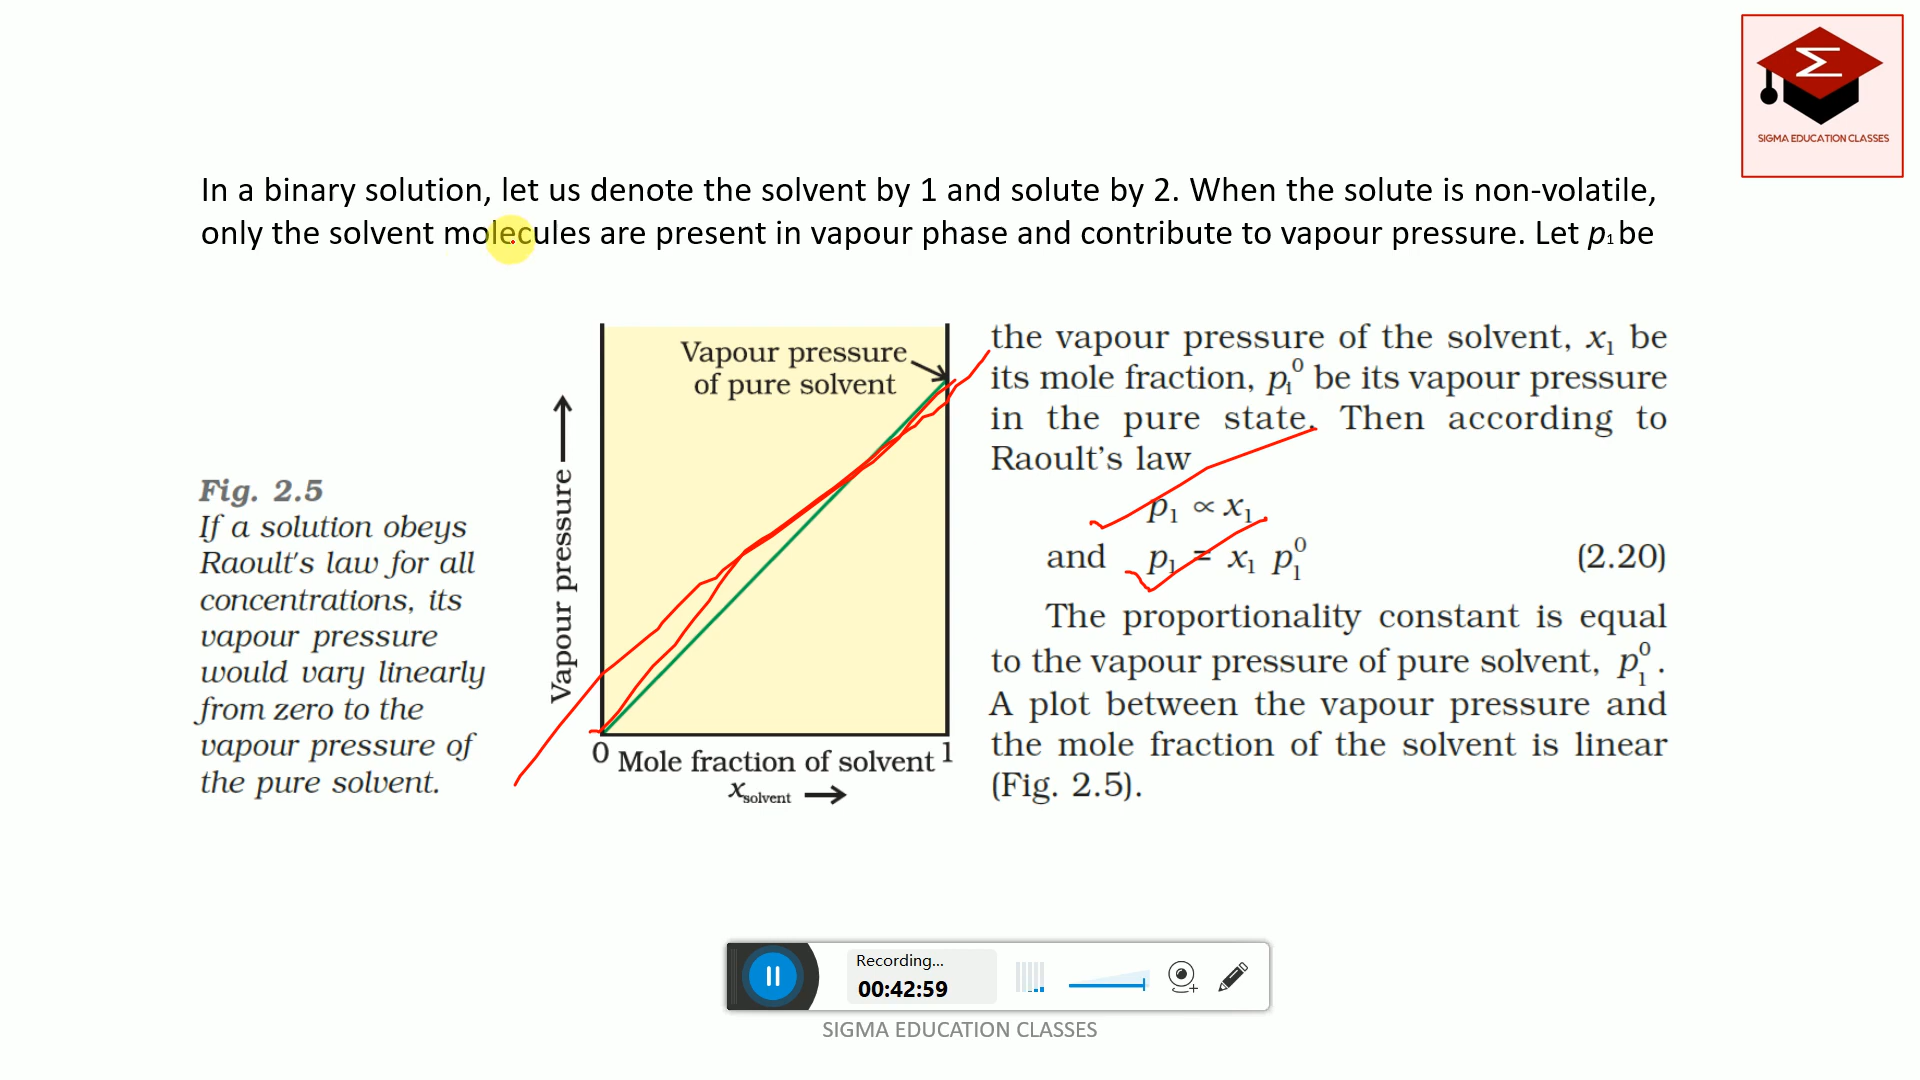 Σ
SIGMA EDUCATION CLASSES
In a binary solution, let us denote the solvent by 1 and solute by 2. When the solute is non-volatile,
only the solvent molecules are present in vapour phase and contribute to vapour pressure. Let p₁ be
Fig. 2.5
If a solution obeys
Raoult's law for all
concentrations, its
vapour pressure
would vary linearly
from zero to the
vapour pressure of
the pure solvent.
Vapour pressure
Vapour pressure
of pure solvent
0
Mole fraction of solvent
1
x solvent
the vapour pressure of the solvent, x₁ be
its mole fraction, p₁⁰ be its vapour pressure
in the pure state. Then according to
Raoult's law
p₁ ∝ x₁
and p₁ = x₁ p₁⁰ (2.20)
The proportionality constant is equal
to the vapour pressure of pure solvent, p₁⁰ .
A plot between the vapour pressure and
the mole fraction of the solvent is linear
(Fig. 2.5).
Recording...
00:42:59
SIGMA EDUCATION CLASSES